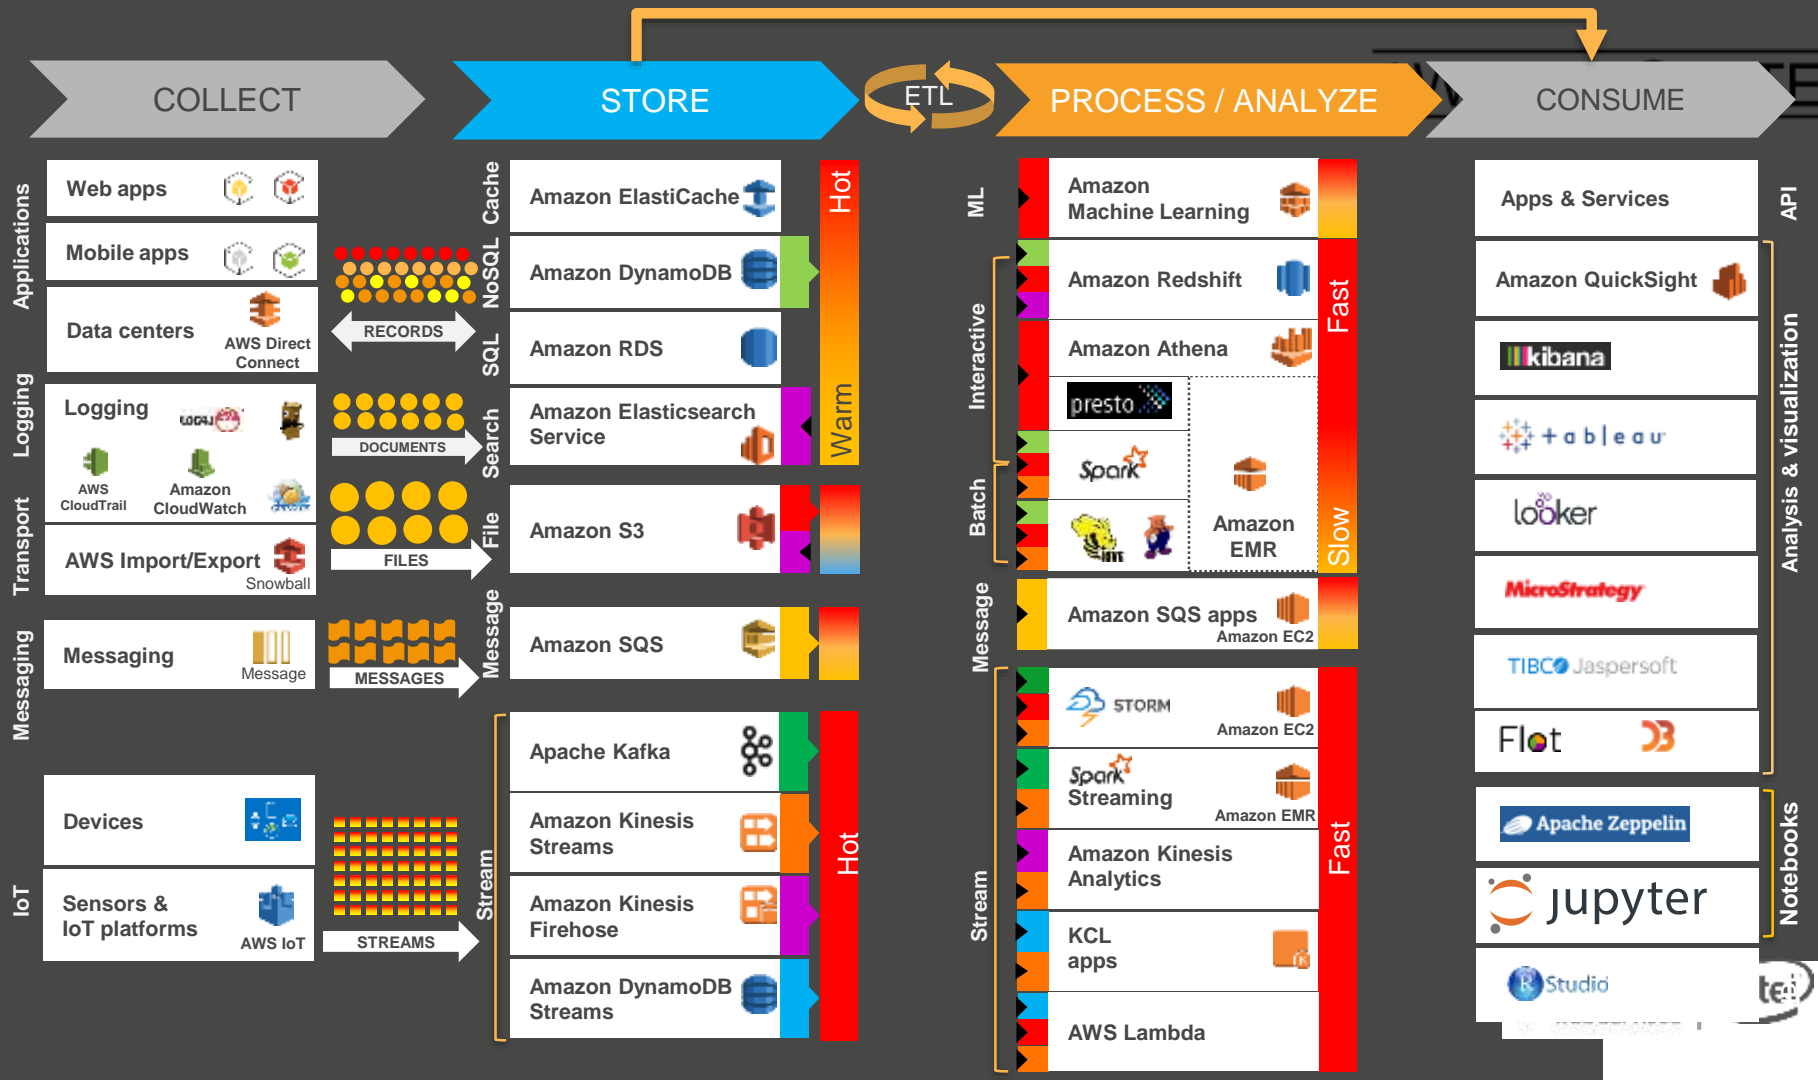 COLLECT
STORE
ETL
PROCESS / ANALYZE
CONSUME
Applications
Web apps
Mobile apps
Data centers
AWS Direct
Connect
Logging
Logging
AWS
CloudTrail
Amazon
CloudWatch
Transport
AWS Import/Export
Snowball
Messaging
Messaging
Message
IoT
Devices
Sensors &
IoT platforms
AWS IoT
RECORDS
DOCUMENTS
FILES
MESSAGES
STREAMS
Cache
Amazon ElastiCache
NoSQL
Amazon DynamoDB
SQL
Amazon RDS
Search
Amazon Elasticsearch
Service
File
Amazon S3
Message
Amazon SQS
Stream
Apache Kafka
Amazon Kinesis
Streams
Amazon Kinesis
Firehose
Amazon DynamoDB
Streams
Hot
Warm
Hot
ML
Amazon
Machine Learning
Interactive
Amazon Redshift
Amazon Athena
presto
Batch
Spark
Amazon
EMR
Fast
Slow
Message
Amazon SQS apps
Amazon EC2
Stream
STORM
Amazon EC2
Spark
Streaming
Amazon EMR
Amazon Kinesis
Analytics
KCL
apps
AWS Lambda
Fast
API
Apps & Services
Analysis & visualization
Amazon QuickSight
kibana
+ a b | e a u
looker
MicroStrategy
TIBCO Jaspersoft
Flot
D3
Notebooks
Apache Zeppelin
jupyter
R Studio